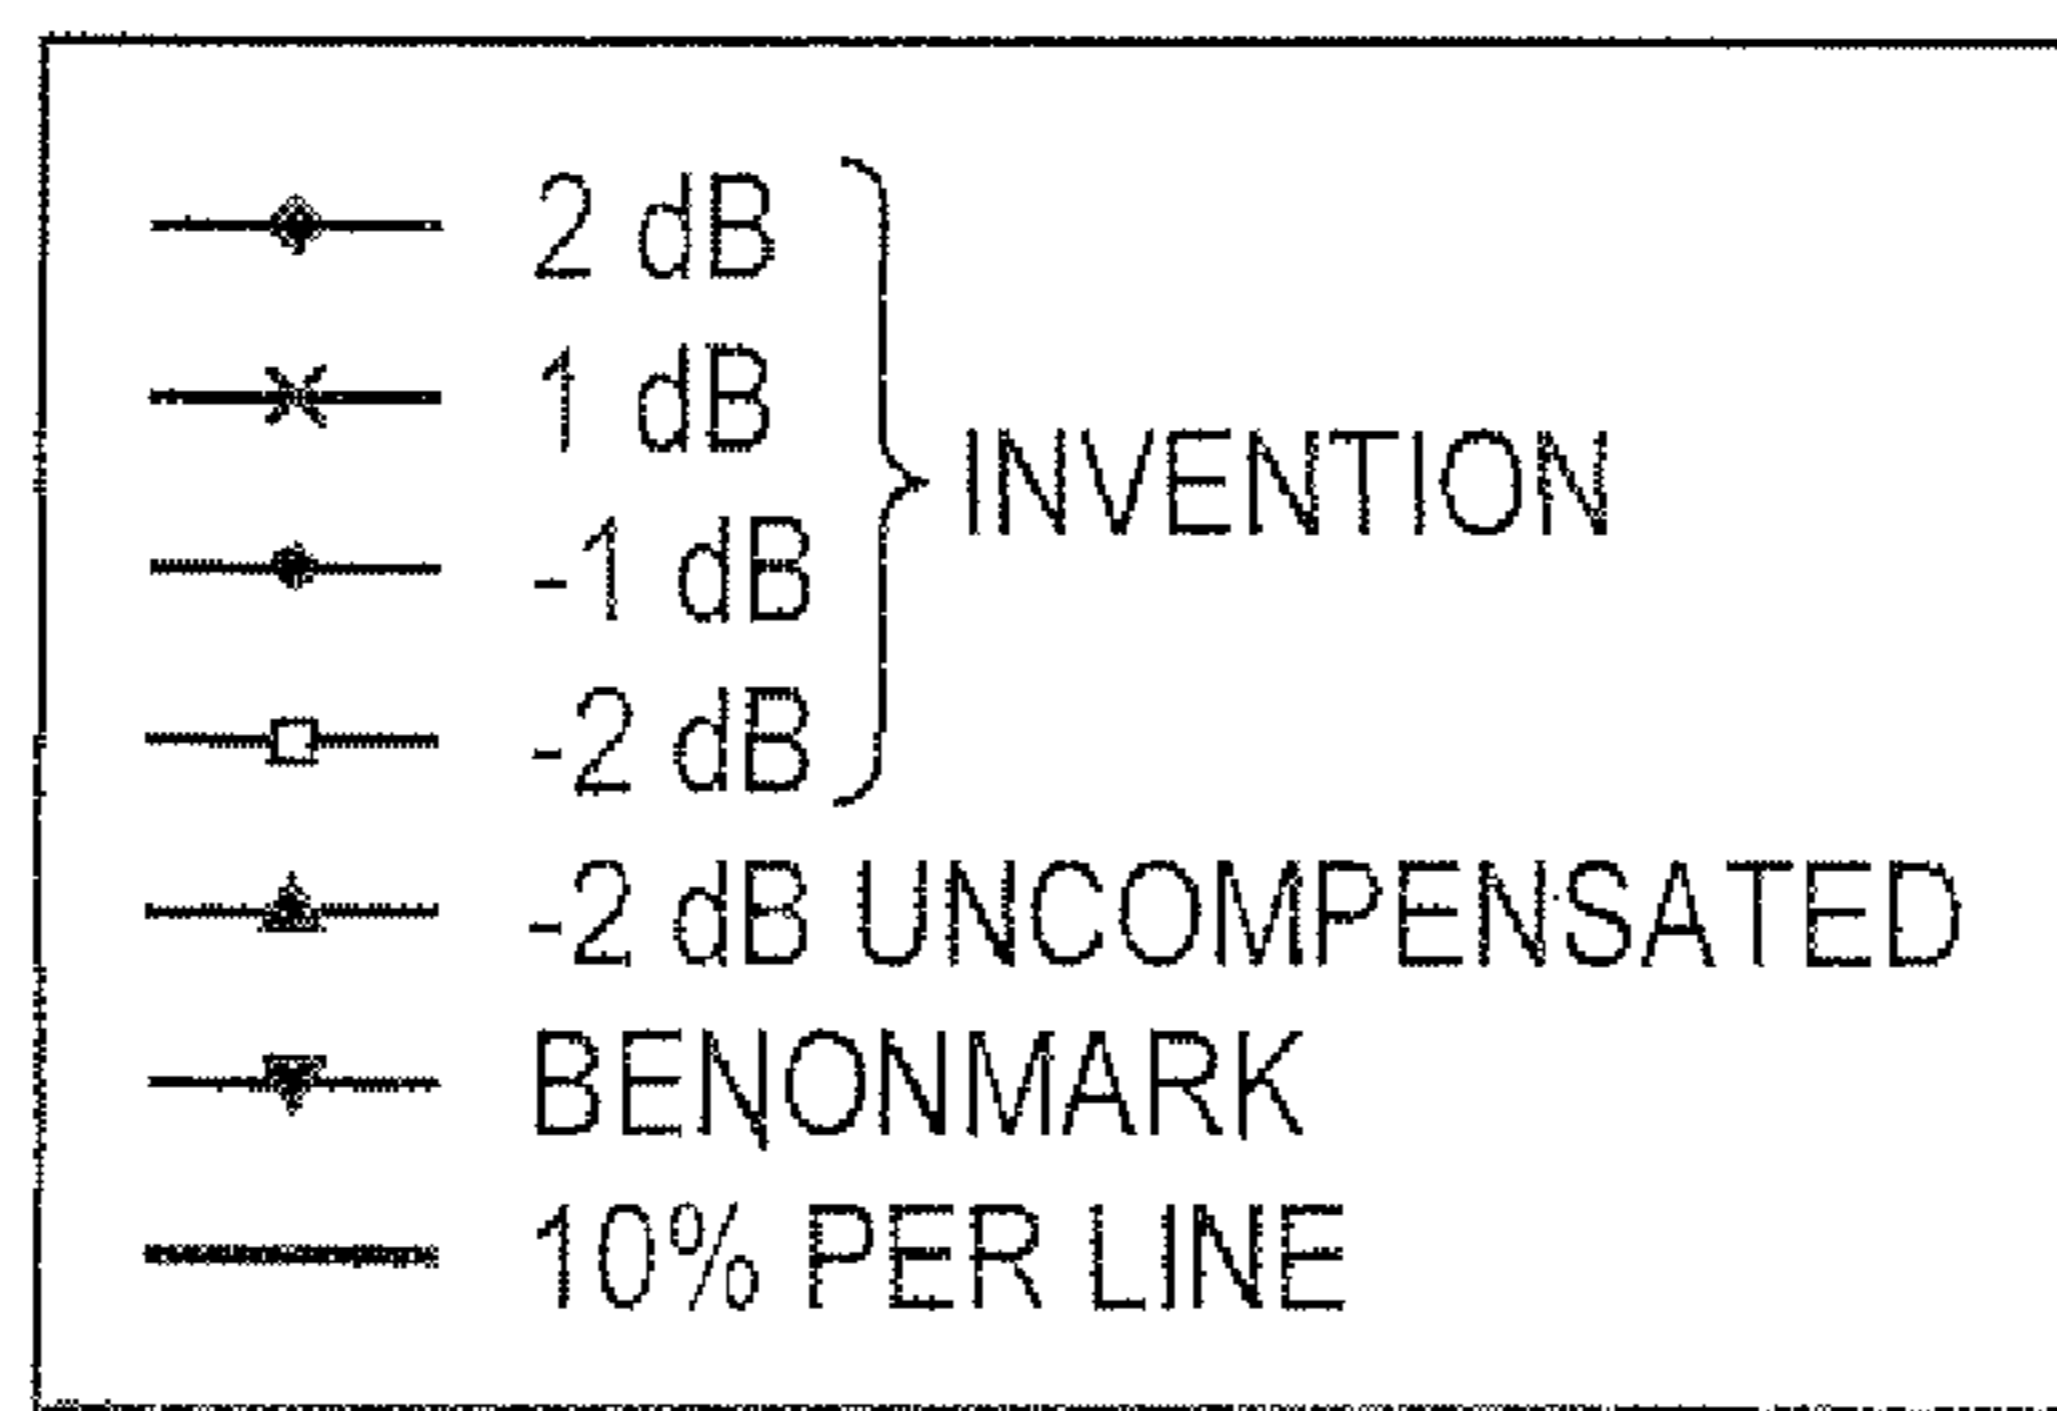 2 dB
1 dB
INVENTION
-1 dB
-2 dB
-2 dB UNCOMPENSATED
BENONMARK
10% PER LINE